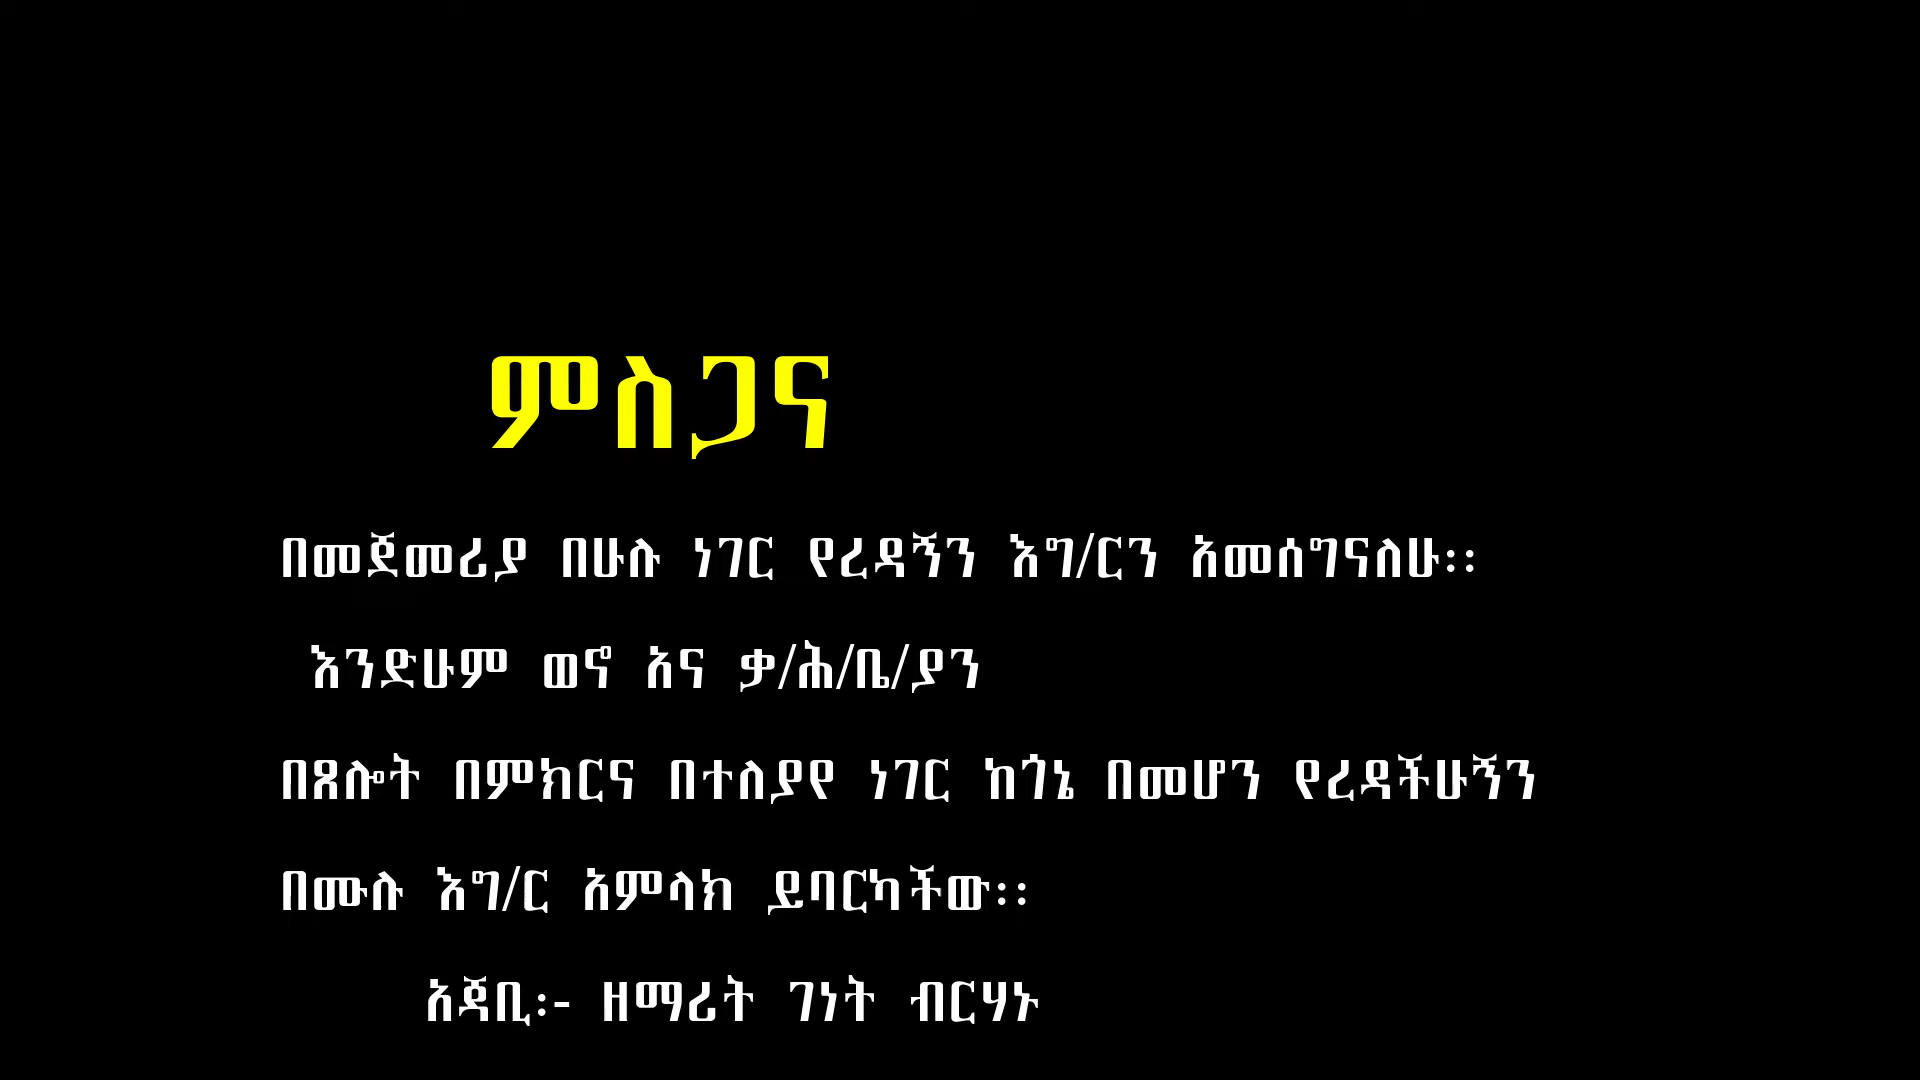 ምስጋና
በመጀመሪያ በሁሉ ነገር የረዳኝን እግ/ርን አመሰግናለሁ፡፡
እንድሁም ወኖ አና ቃ/ሕ/ቤ/ያን
በጸሎት በምክርና በተለያየ ነገር ከጎኔ በመሆን የረዳችሁኝን
በሙሉ እግ/ር አምላክ ይባርካችው፡፡
አጃቢ፡- ዘማሪት ገነት ብርሃኑ